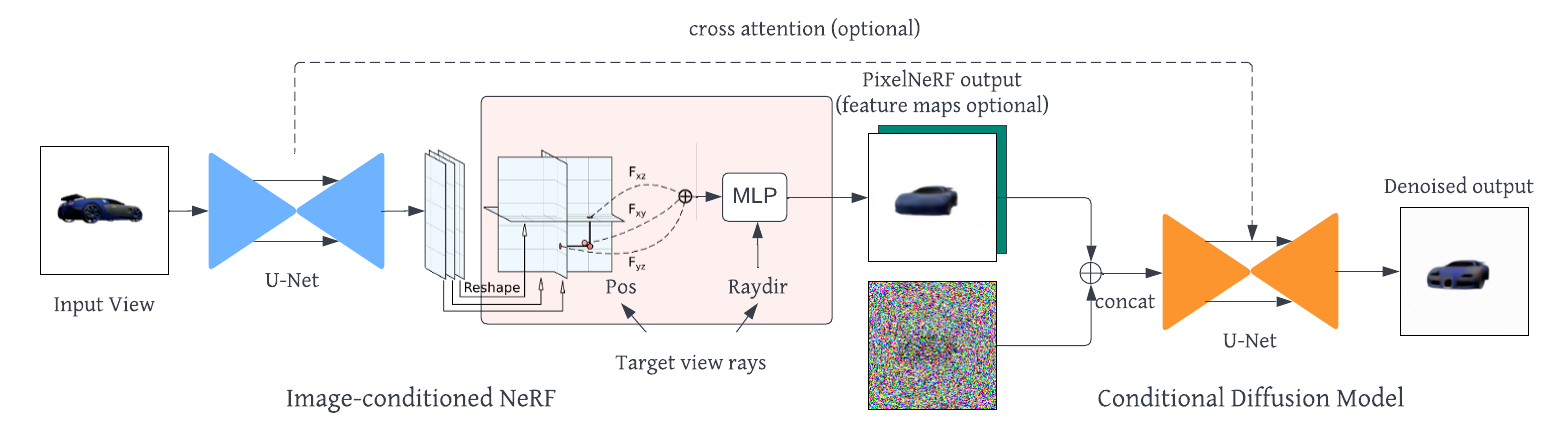 cross attention (optional)
PixelNeRF output
(feature maps optional)
Input View
U-Net
Reshape
Fxz
Fxy
Fyz
Pos
MLP
Raydir
Target view rays
Image-conditioned NeRF
concat
U-Net
Denoised output
Conditional Diffusion Model